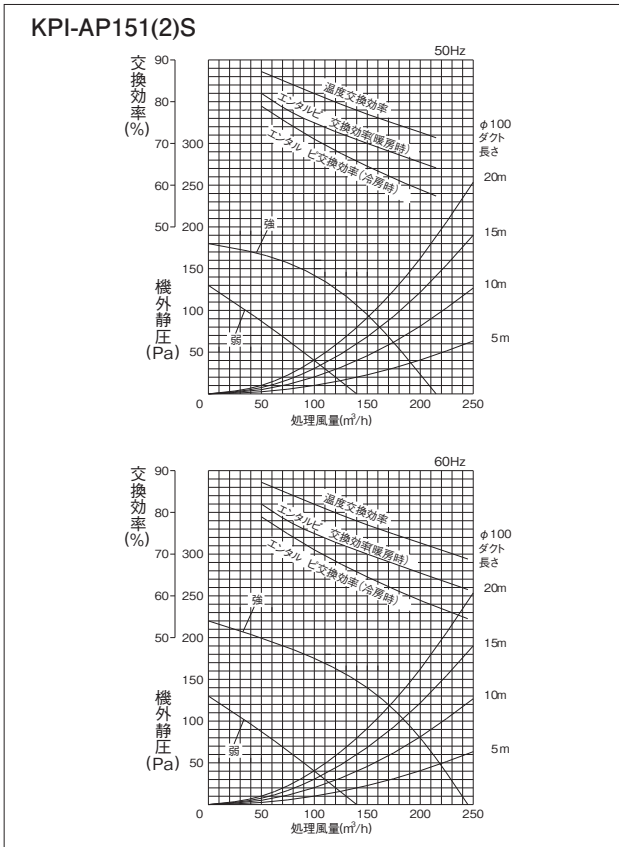 KPI-AP151(2)S
50Hz
交換効率(%)
90
80
70
60
50
温度交換効率
エンタルピ 交換効率(暖房時)
エンタル ピ交換効率(冷房時)
φ100
ダクト
長さ
20m
15m
10m
5m
強
弱
機外静圧(Pa)
300
250
200
150
100
50
0
50
100
150
200
250
処理風量(m³/h)
60Hz
交換効率(%)
90
80
70
60
50
温度交換効率
エンタルピ 交換効率(暖房時)
エンタル ピ交換効率(冷房時)
φ100
ダクト
長さ
20m
15m
10m
5m
強
弱
機外静圧(Pa)
300
250
200
150
100
50
0
50
100
150
200
250
処理風量(m³/h)